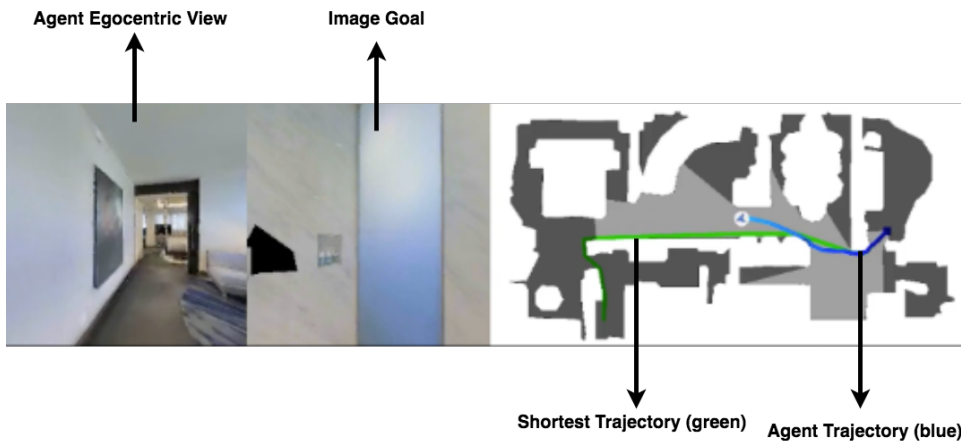 Agent Egocentric View
Image Goal
Shortest Trajectory (green)
Agent Trajectory (blue)